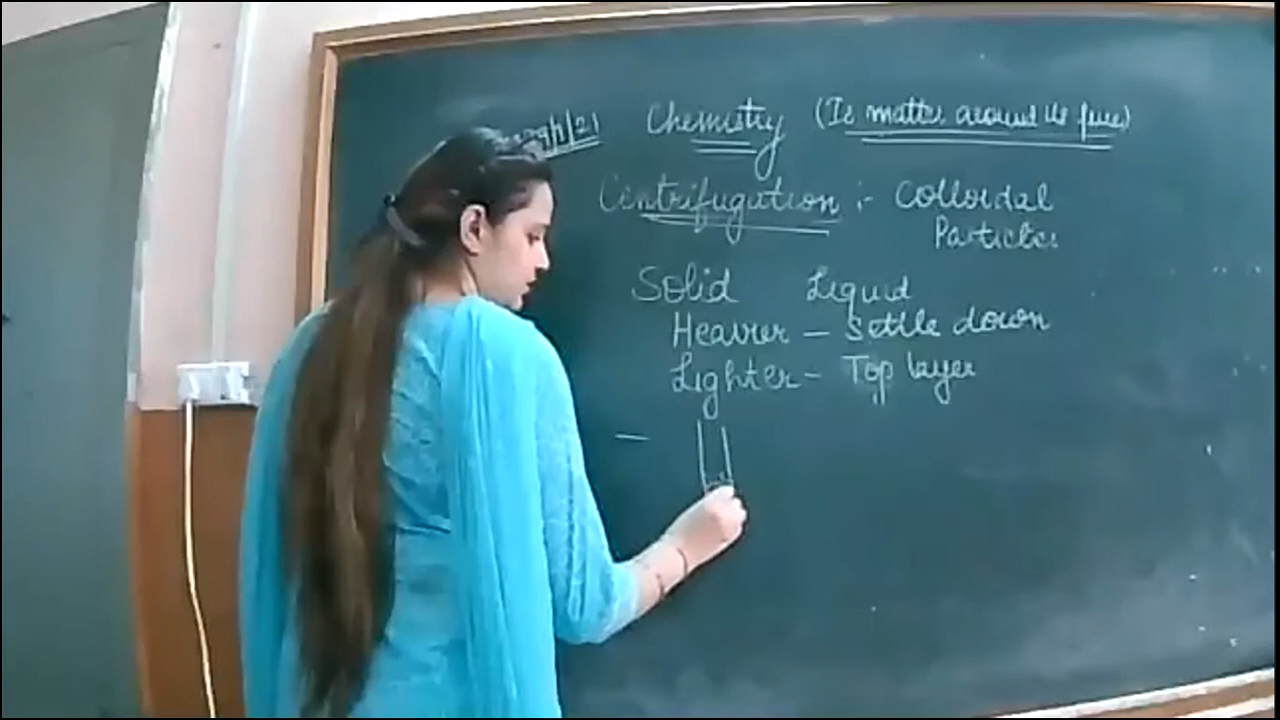 Chemistry (Is matter around us pure)
Centrifugation :- Colloidal
Particles
Solid Liquid
Heavier - Settle down
Lighter - Top layer